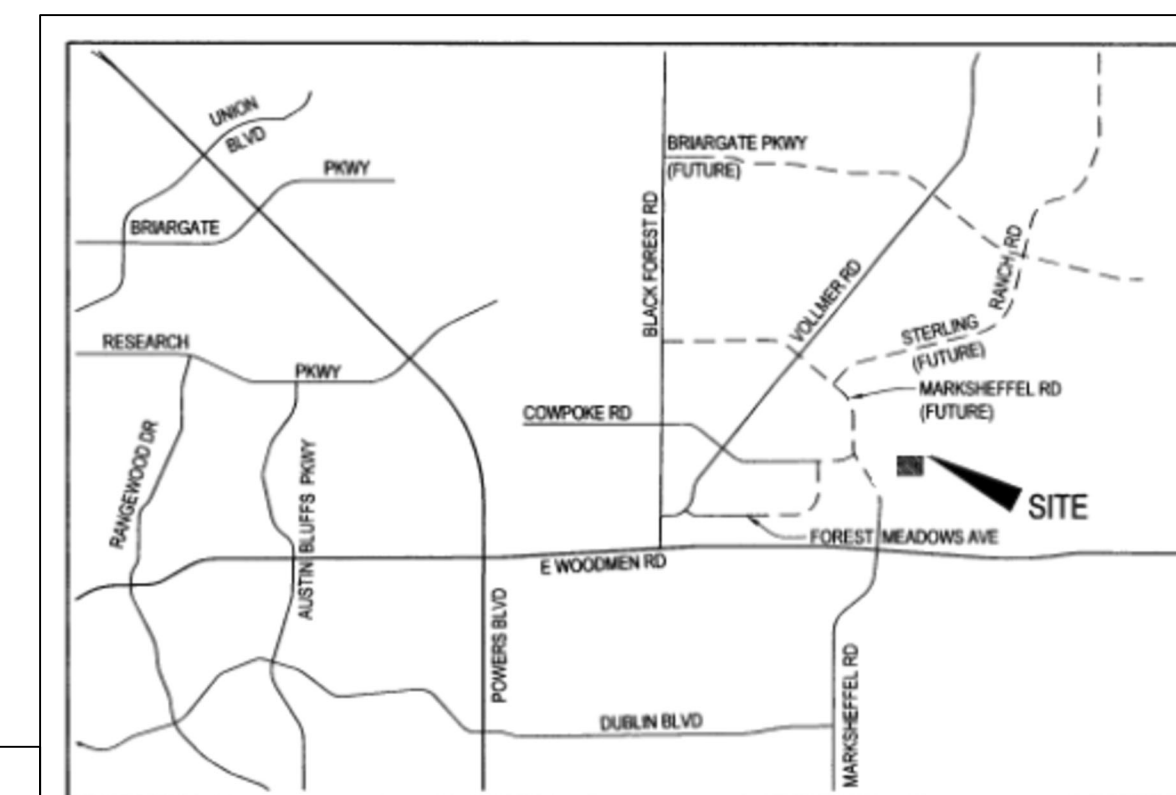 UNION
BLVD
PKWY
BRIARGATE
BRIARGATE PKWY
(FUTURE)
BLACK FOREST RD
VOLLMER RD
RANCH RD
STERLING
(FUTURE)
RESEARCH
PKWY
MARKSHEFFEL RD
(FUTURE)
COWPOKE RD
RANGEWOOD DR
AUSTIN BLUFFS PKWY
SITE
FOREST MEADOWS AVE
E WOODMEN RD
POWERS BLVD
DUBLIN BLVD
MARKSHEFFEL RD